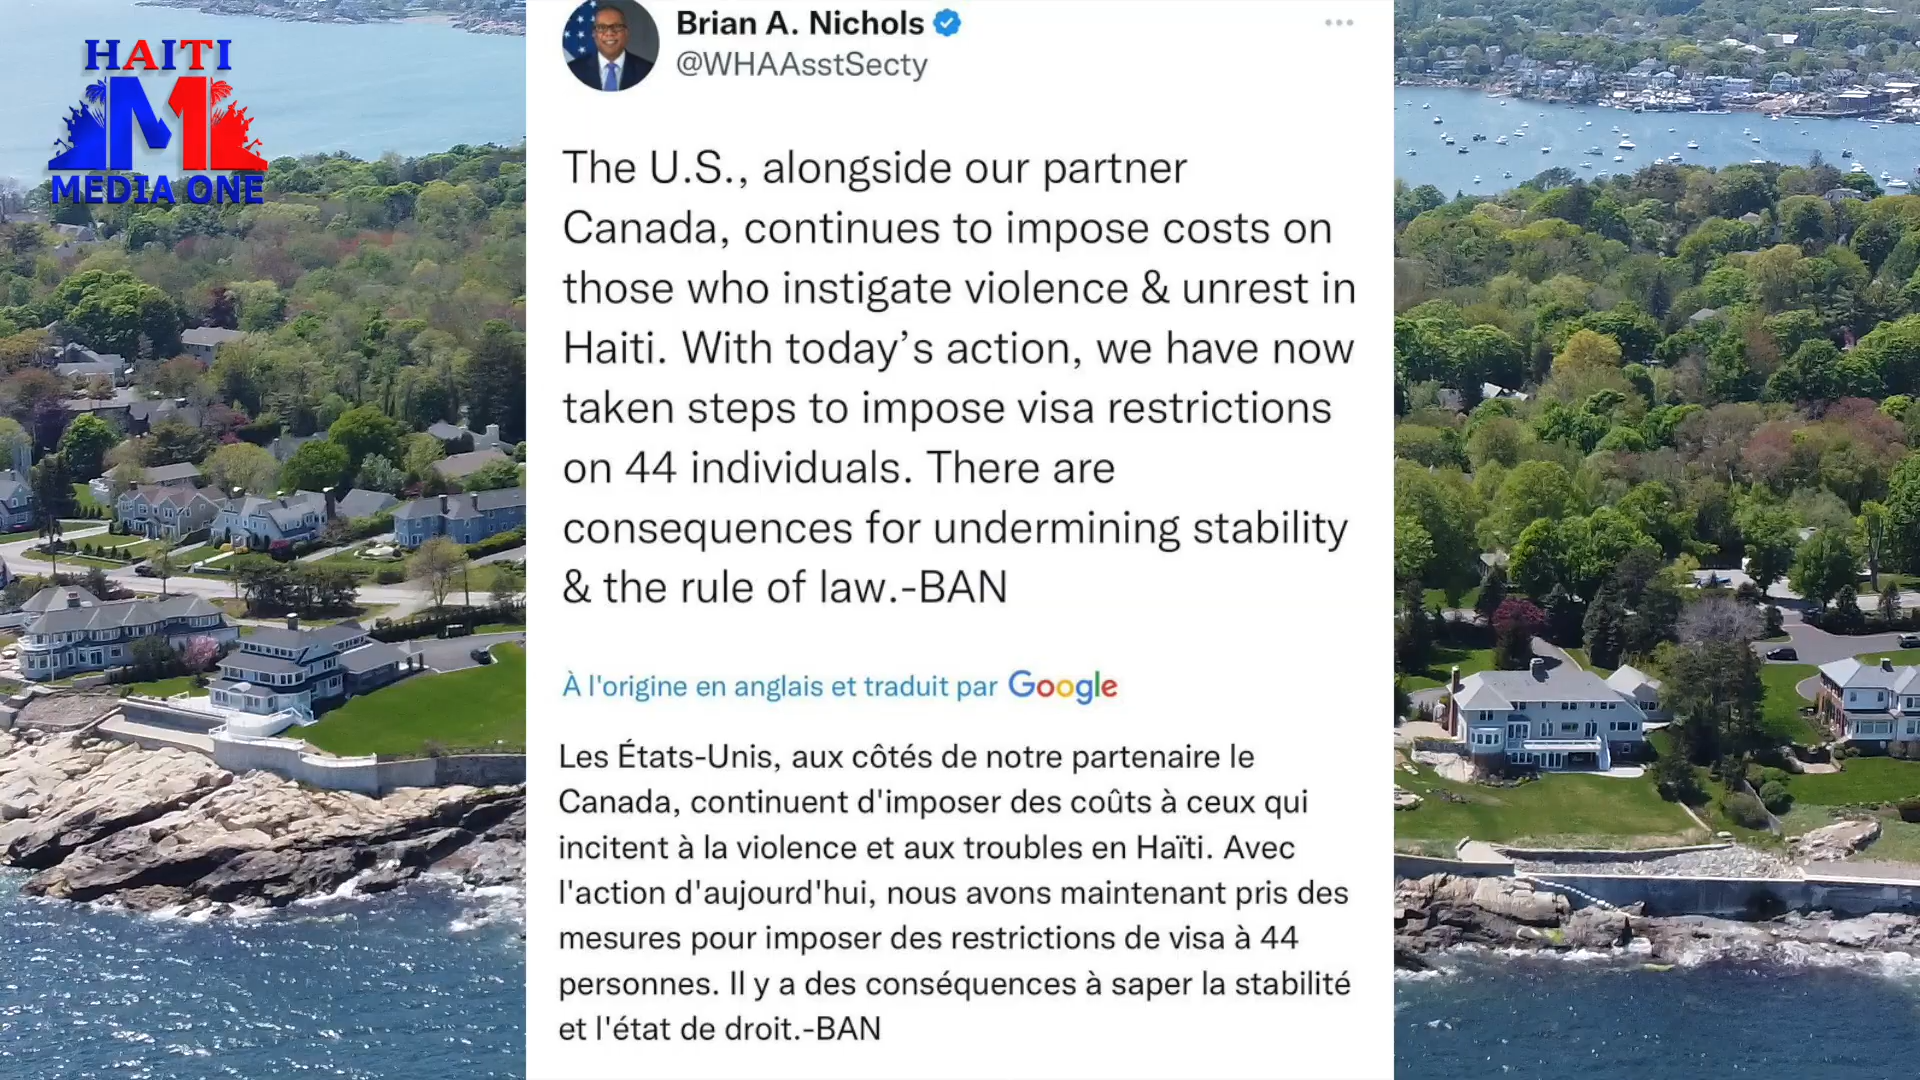 HAITI
M1
MEDIA ONE
Brian A. Nichols
@WHAAsstSecty
The U.S., alongside our partner
Canada, continues to impose costs on
those who instigate violence & unrest in
Haiti. With today’s action, we have now
taken steps to impose visa restrictions
on 44 individuals. There are
consequences for undermining stability
& the rule of law.-BAN
À l'origine en anglais et traduit par Google
Les États-Unis, aux côtés de notre partenaire le
Canada, continuent d'imposer des coûts à ceux qui
incitent à la violence et aux troubles en Haïti. Avec
l'action d'aujourd'hui, nous avons maintenant pris des
mesures pour imposer des restrictions de visa à 44
personnes. Il y a des conséquences à saper la stabilité
et l'état de droit.-BAN